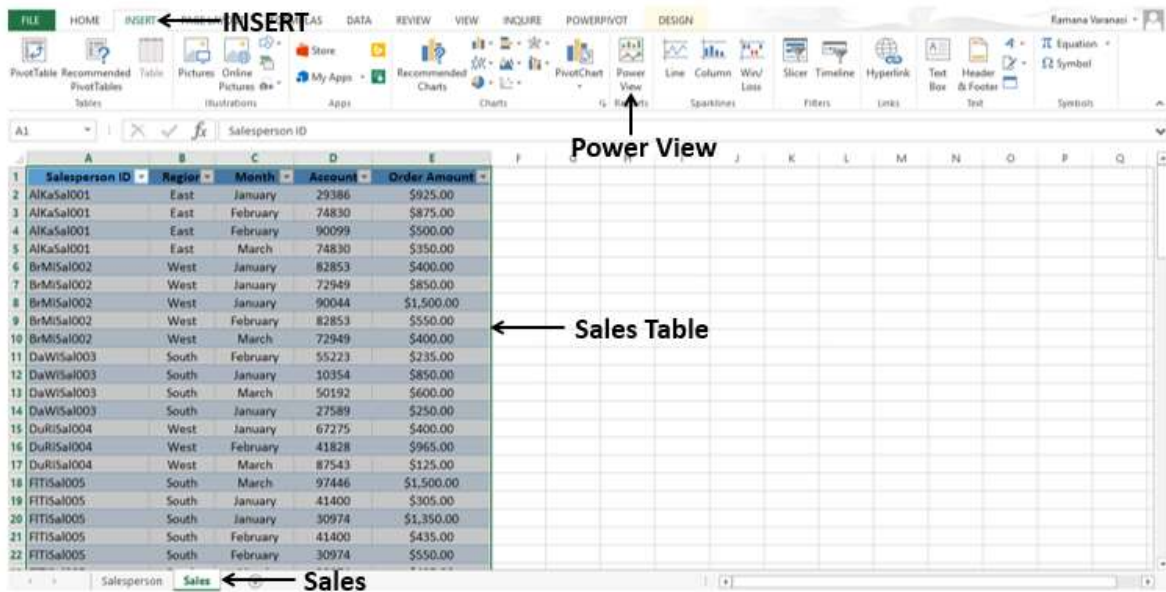 FILE HOME INSERT INSERT DATA REVIEW VIEW INQUIRE POWERPIVOT DESIGN Ramana Varanasi
PivotTable Recommended PivotTables Table Pictures Online Pictures Store My Apps Recommended Charts PivotChart Power View Line Column Win/ Loss Slicer Timeline Hyperlink Text Box Header & Footer Equation Symbol
Tables Illustrations Apps Charts Sparklines Filters Links Text Symbols
Power View
A1 fx Salesperson ID
A B C D E F J K L M N O P Q
1 Salesperson ID Region Month Account Order Amount
2 AlKaSal001 East January 29386 $925.00
3 AlKaSal001 East February 74830 $875.00
4 AlKaSal001 East February 90099 $500.00
5 AlKaSal001 East March 74830 $350.00
6 BrMiSal002 West January 82853 $400.00
7 BrMiSal002 West January 72949 $850.00
8 BrMiSal002 West January 90044 $1,500.00
9 BrMiSal002 West February 82853 $550.00
Sales Table
10 BrMiSal002 West March 72949 $400.00
11 DaWiSal003 South February 55223 $235.00
12 DaWiSal003 South January 10354 $850.00
13 DaWiSal003 South March 50192 $600.00
14 DaWiSal003 South January 27589 $250.00
15 DuRiSal004 West January 67275 $400.00
16 DuRiSal004 West February 41828 $965.00
17 DuRiSal004 West March 87543 $125.00
18 FlTiSal005 South March 97446 $1,500.00
19 FlTiSal005 South January 41400 $305.00
20 FlTiSal005 South January 30974 $1,350.00
21 FlTiSal005 South February 41400 $435.00
22 FlTiSal005 South February 30974 $550.00
Salesperson Sales Sales